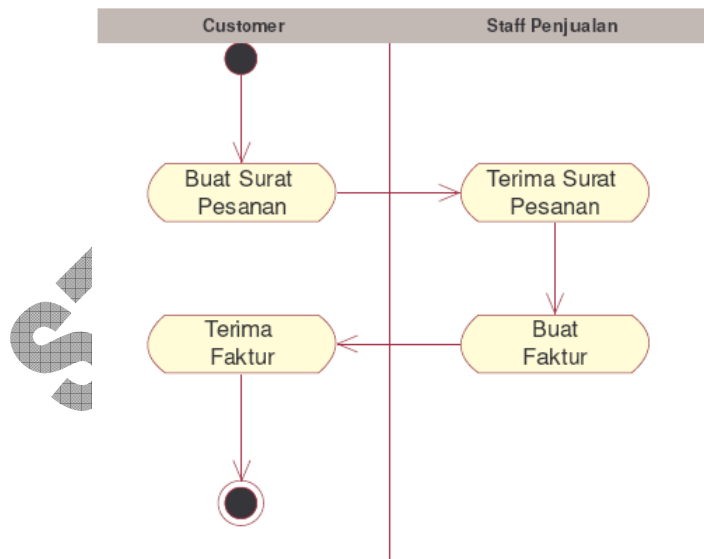 Customer
Staff Penjualan
Buat Surat
Pesanan
Terima Surat
Pesanan
Terima
Faktur
Buat
Faktur